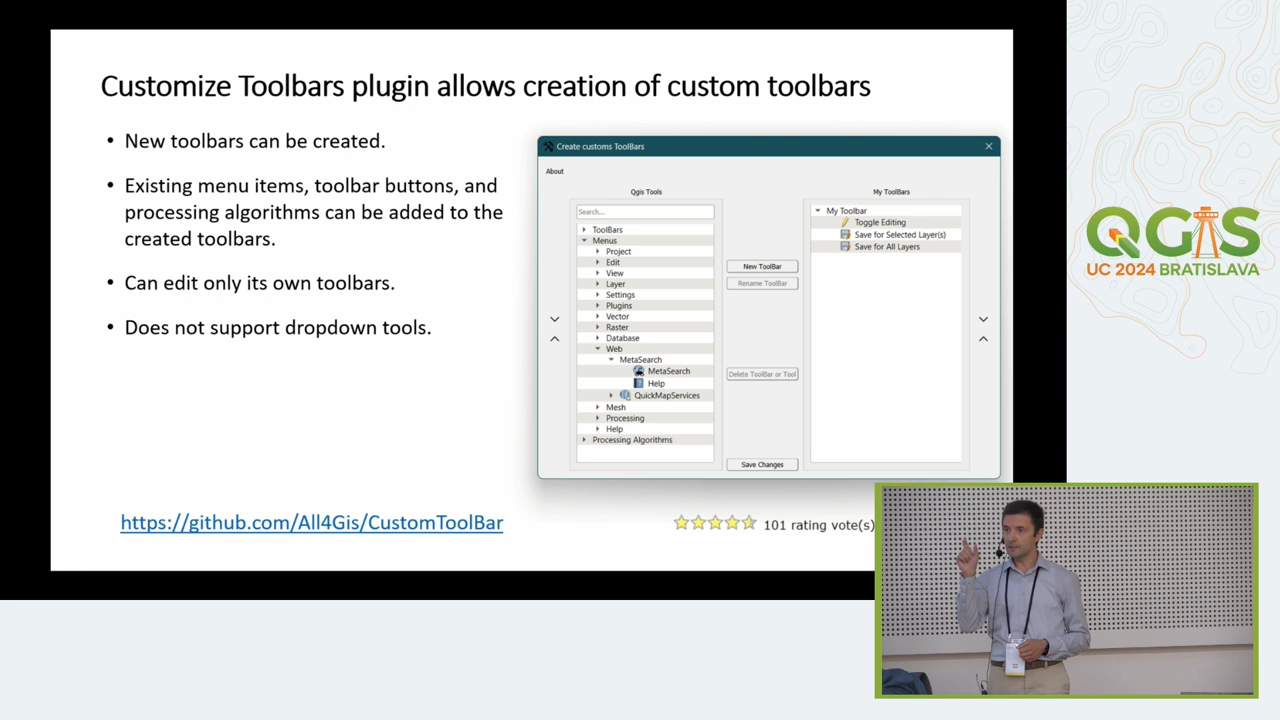 Customize Toolbars plugin allows creation of custom toolbars
• New toolbars can be created.
• Existing menu items, toolbar buttons, and
processing algorithms can be added to the
created toolbars.
• Can edit only its own toolbars.
• Does not support dropdown tools.
https://github.com/All4Gis/CustomToolBar
Create customs ToolBars
About
Qgis Tools
Search...
ToolBars
Menus
Project
Edit
View
Layer
Settings
Plugins
Vector
Raster
Database
Web
MetaSearch
MetaSearch
Help
QuickMapServices
Mesh
Processing
Help
Processing Algorithms
New ToolBar
Rename ToolBar
Delete ToolBar or Tool
Save Changes
My ToolBars
My Toolbar
Toggle Editing
Save for Selected Layer(s)
Save for All Layers
101 rating vote(s)
QGIS
UC 2024 BRATISLAVA